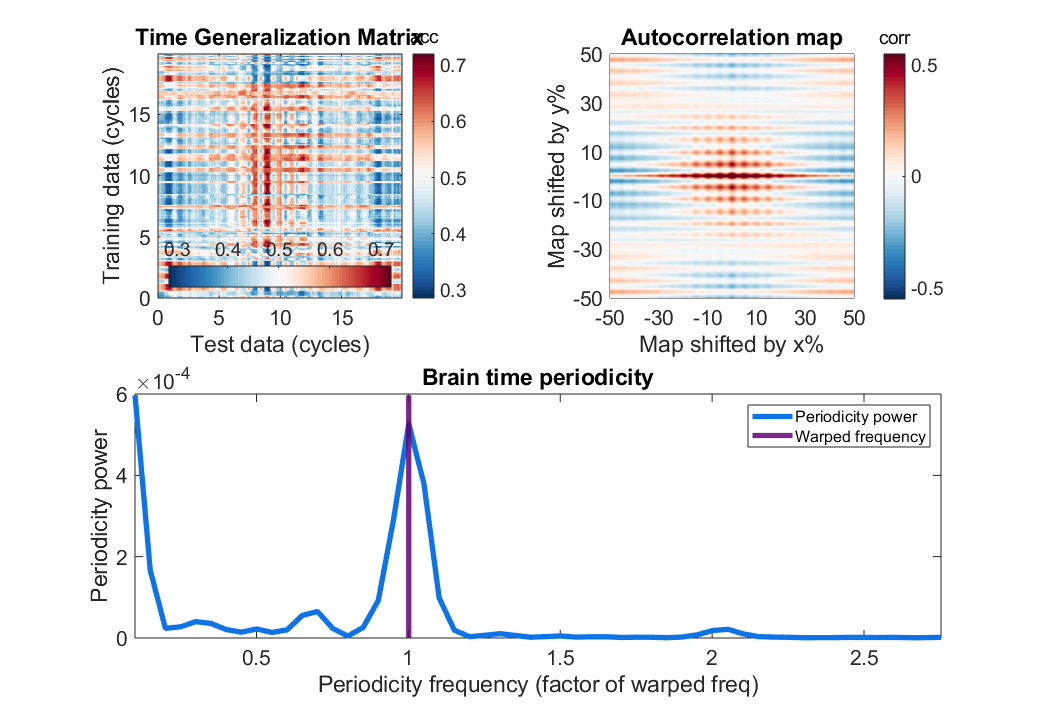 Time Generalization Matrix
acc
Autocorrelation map
corr
Training data (cycles)
15
10
5
0
0.7
0.6
0.5
0.4
0.3
0.3 0.4 0.5 0.6 0.7
0 5 10 15
Test data (cycles)
Map shifted by y%
50
30
10
-10
-30
-50
0.5
0
-0.5
-50 -30 -10 10 30 50
Map shifted by x%
Brain time periodicity
×10-4
Periodicity power
6
4
2
0
Periodicity power
Warped frequency
0.5 1 1.5 2 2.5
Periodicity frequency (factor of warped freq)